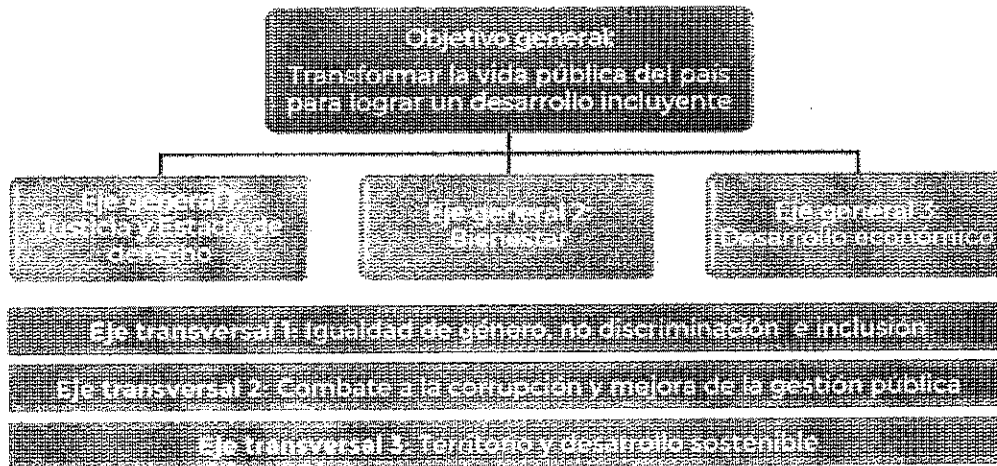 Objetivo general:
Transformar la vida pública del país
para lograr un desarrollo incluyente
Eje general 1:
Justicia y Estado de
derecho
Eje general 2:
Bienestar
Eje general 3:
Desarrollo económico
Eje transversal 1: Igualdad de género, no discriminación e inclusión
Eje transversal 2: Combate a la corrupción y mejora de la gestión pública
Eje transversal 3: Territorio y desarrollo sostenible